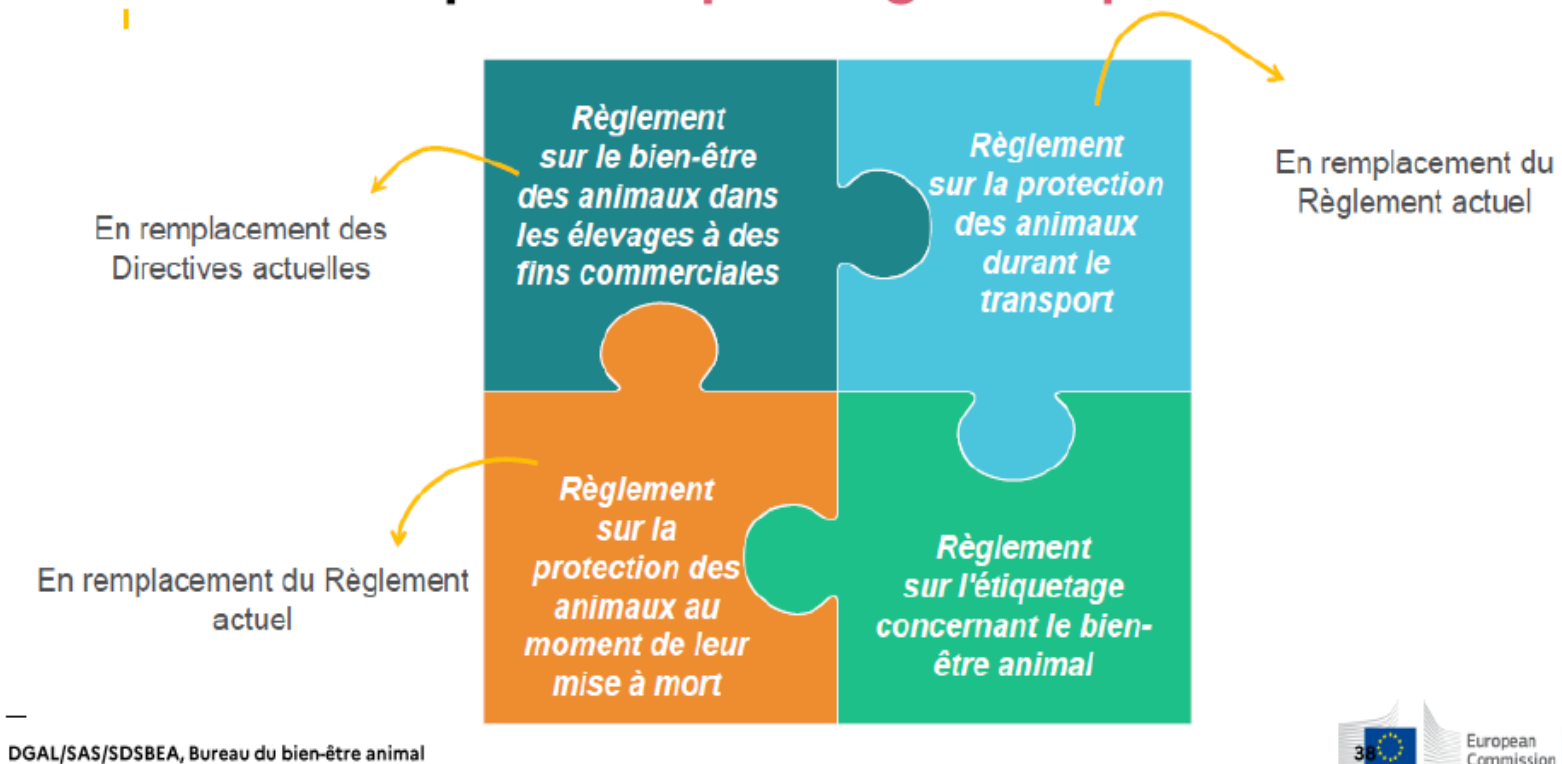 Règlement
sur le bien-être
des animaux dans
les élevages à des
fins commerciales
Règlement
sur la protection
des animaux
durant le
transport
En remplacement du
Règlement actuel
En remplacement des
Directives actuelles
Règlement
sur la
protection des
animaux au
moment de leur
mise à mort
Règlement
sur l'étiquetage
concernant le bien-
être animal
En remplacement du Règlement
actuel
DGAL/SAS/SDSBEA, Bureau du bien-être animal
38
European
Commission